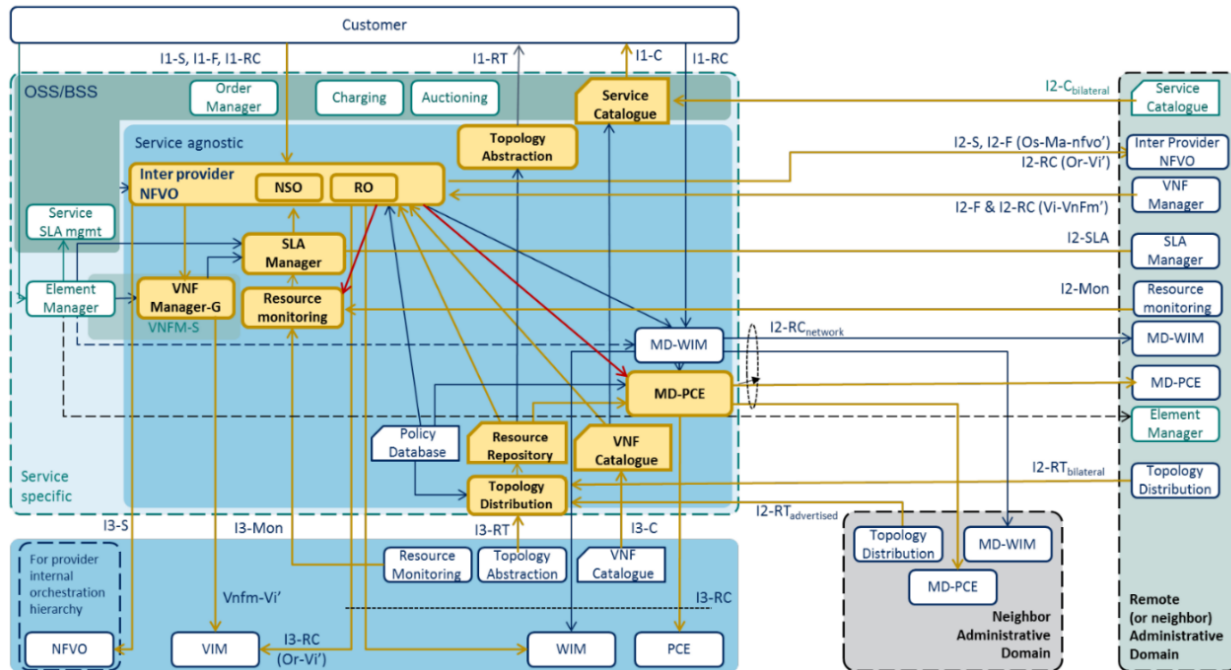 Customer
I1-S, I1-F, I1-RC
I1-RT
I1-C
I1-RC
OSS/BSS
Order
Manager
Charging
Auctioning
Service
Catalogue
I2-Cbilateral
Service
Catalogue
Service agnostic
Topology
Abstraction
I2-S, I2-F (Os-Ma-nfvo’)
I2-RC (Or-Vi’)
Inter Provider
NFVO
Inter provider
NFVO
NSO
RO
VNF
Manager
I2-F & I2-RC (Vi-VnFm’)
Service
SLA mgmt
SLA
Manager
I2-SLA
SLA
Manager
Element
Manager
VNF
Manager-G
VNFM-S
Resource
monitoring
I2-Mon
Resource
monitoring
MD-WIM
I2-RCnetwork
MD-WIM
MD-PCE
MD-PCE
Policy
Database
Resource
Repository
VNF
Catalogue
Element
Manager
Service
specific
Topology
Distribution
I2-RTbilateral
Topology
Distribution
I3-S
I3-Mon
I3-RT
I3-C
I2-RTadvertised
For provider
internal
orchestration
hierarchy
Resource
Monitoring
Topology
Abstraction
VNF
Catalogue
Topology
Distribution
MD-WIM
MD-PCE
Vnfm-Vi’
I3-RC
NFVO
VIM
I3-RC
(Or-Vi’)
WIM
PCE
Neighbor
Administrative
Domain
Remote
(or neighbor)
Administrative
Domain